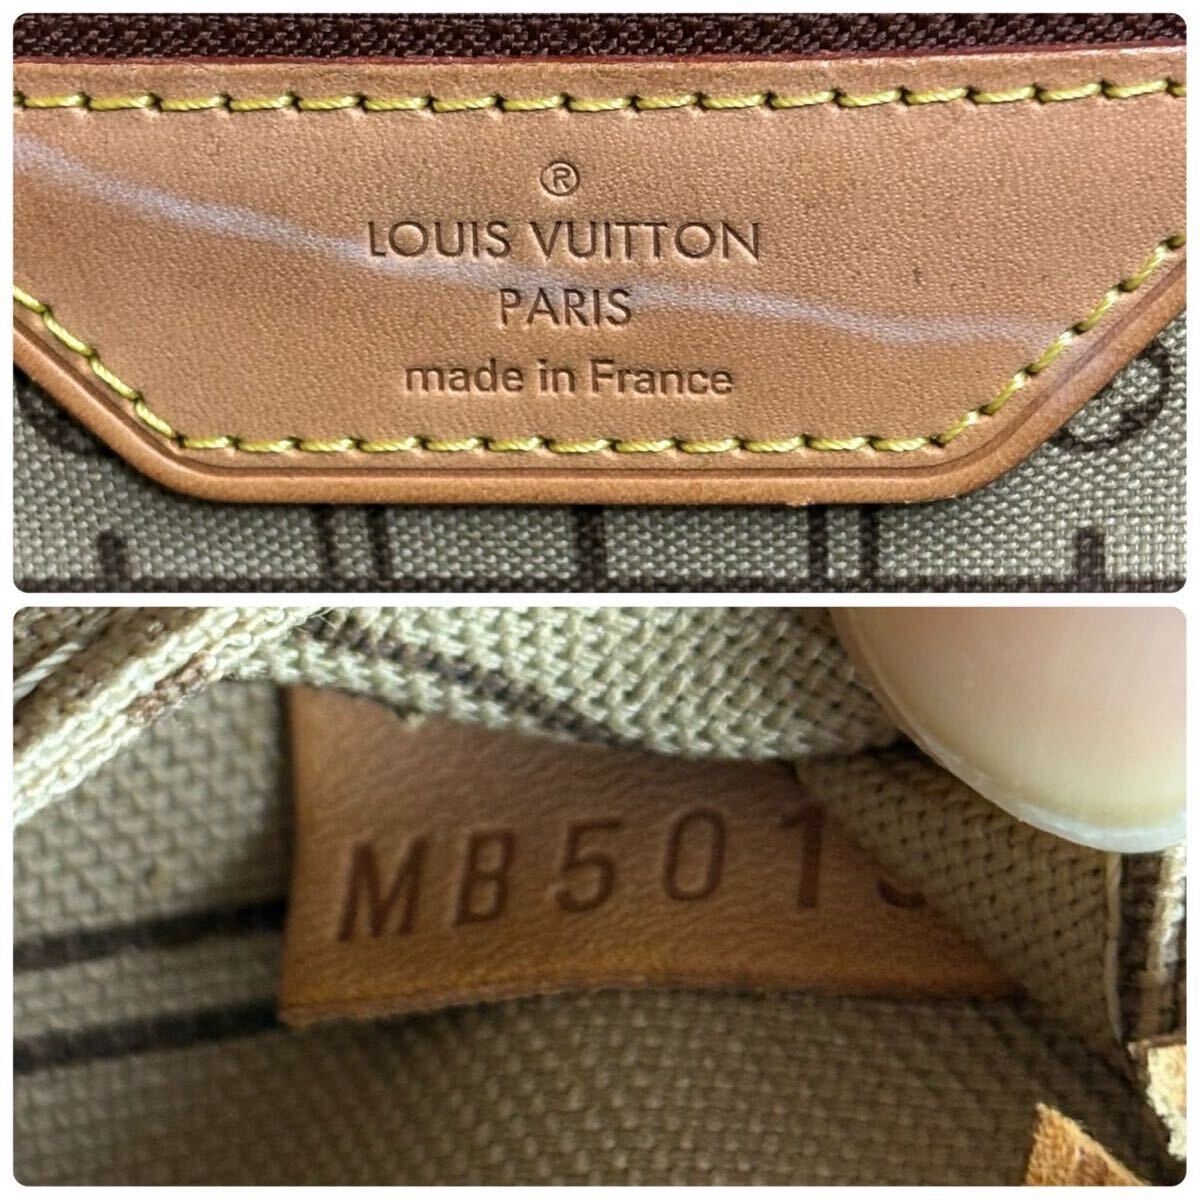 ®
LOUIS VUITTON
PARIS
made in France
MB501